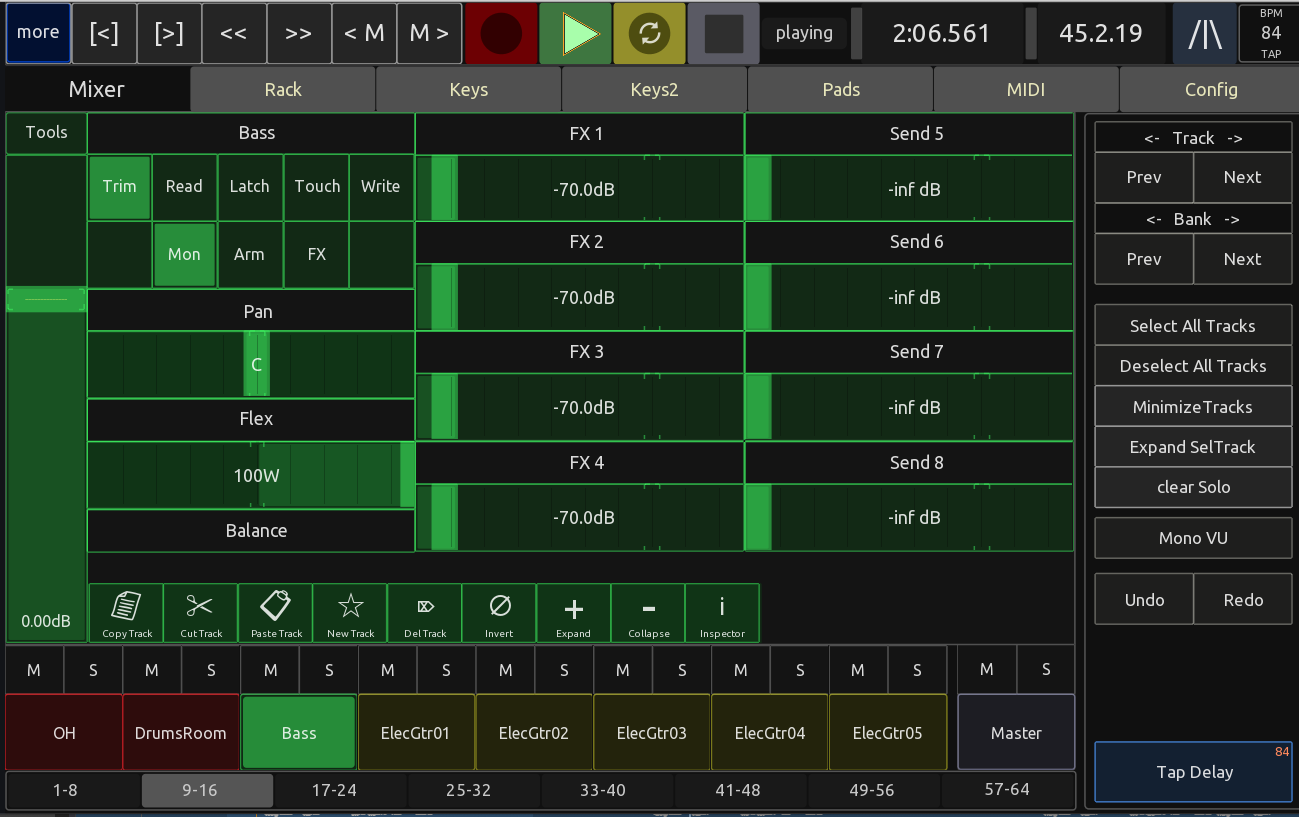 more [<] [>] << >> < M M > playing 2:06.561 45.2.19 /|\ BPM
84
TAP
Mixer Rack Keys Keys2 Pads MIDI Config
Tools Bass FX 1 Send 5
Trim Read Latch Touch Write -70.0dB -inf dB
Mon Arm FX FX 2 Send 6
Pan -70.0dB -inf dB
C FX 3 Send 7
Flex -70.0dB -inf dB
100W FX 4 Send 8
Balance -70.0dB -inf dB
0.00dB
i
Copy Track Cut Track Paste Track New Track Del Track Invert Expand Collapse Inspector
M S M S M S M S M S M S M S M S M S
OH DrumsRoom Bass ElecGtr01 ElecGtr02 ElecGtr03 ElecGtr04 ElecGtr05 Master
1-8 9-16 17-24 25-32 33-40 41-48 49-56 57-64
<- Track ->
Prev Next
<- Bank ->
Prev Next
Select All Tracks
Deselect All Tracks
MinimizeTracks
Expand SelTrack
clear Solo
Mono VU
Undo Redo
84
Tap Delay